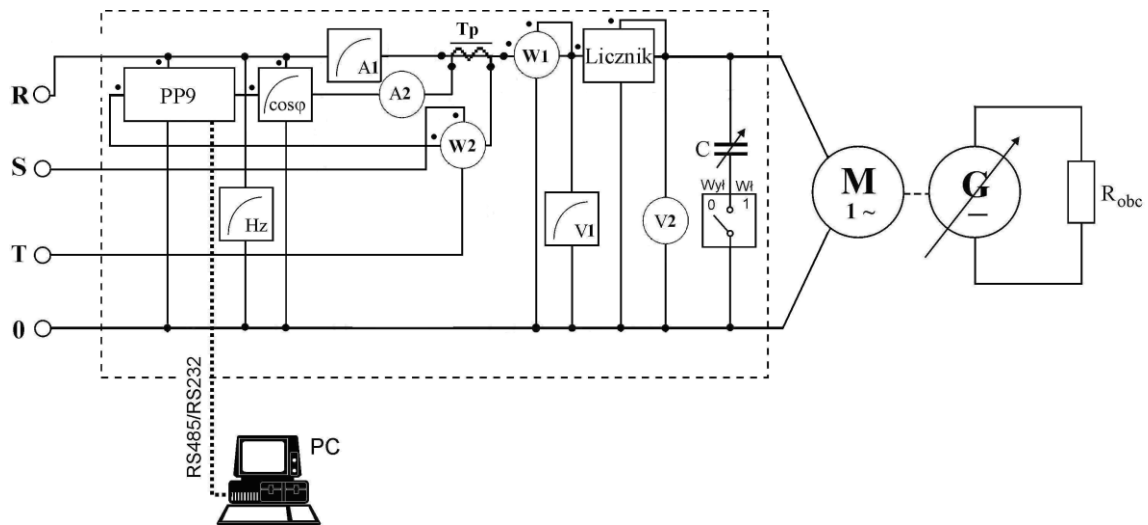 Tp
R
PP9
cosφ
A1
A2
W1
Licznik
W2
S
C
Wył Wł
0 1
M
1 ~
G
R_obc
Hz
V1
V2
T
0
RS485/RS232
PC